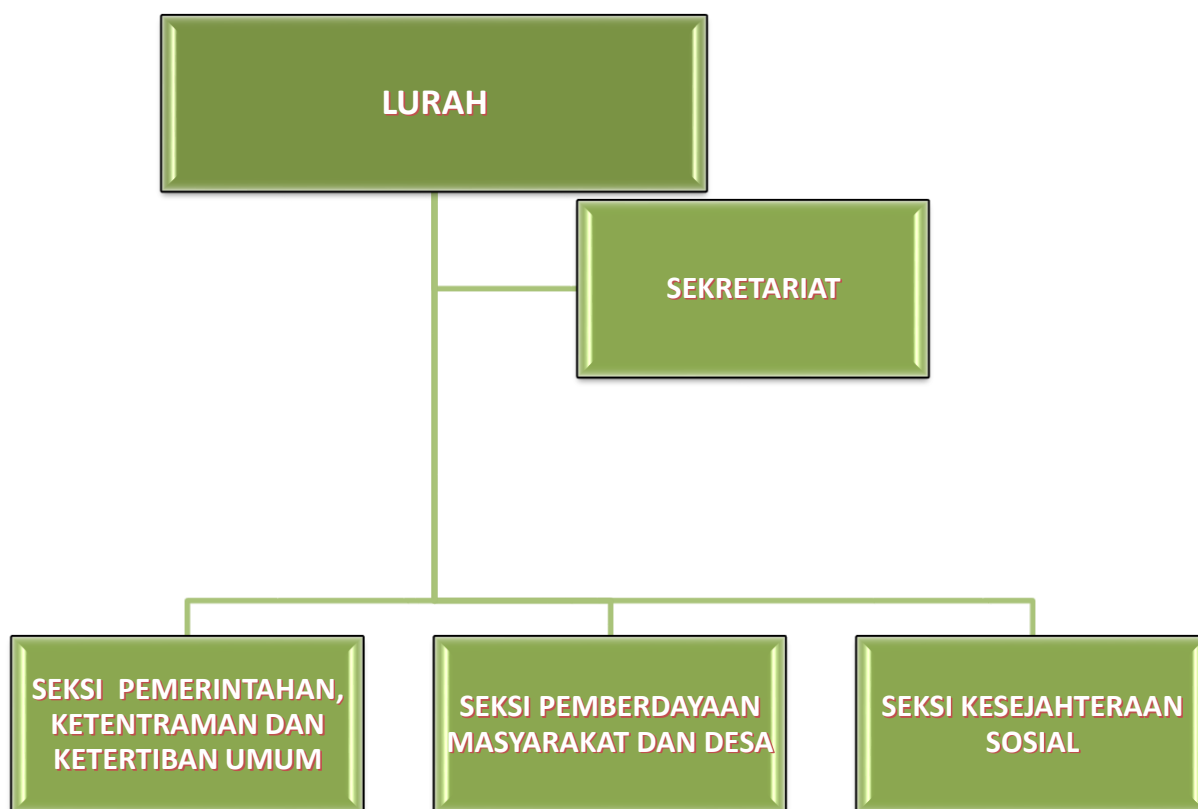 LURAH
SEKRETARIAT
SEKSI  PEMERINTAHAN,
KETENTRAMAN DAN
KETERTIBAN UMUM
SEKSI PEMBERDAYAAN
MASYARAKAT DAN DESA
SEKSI KESEJAHTERAAN
SOSIAL